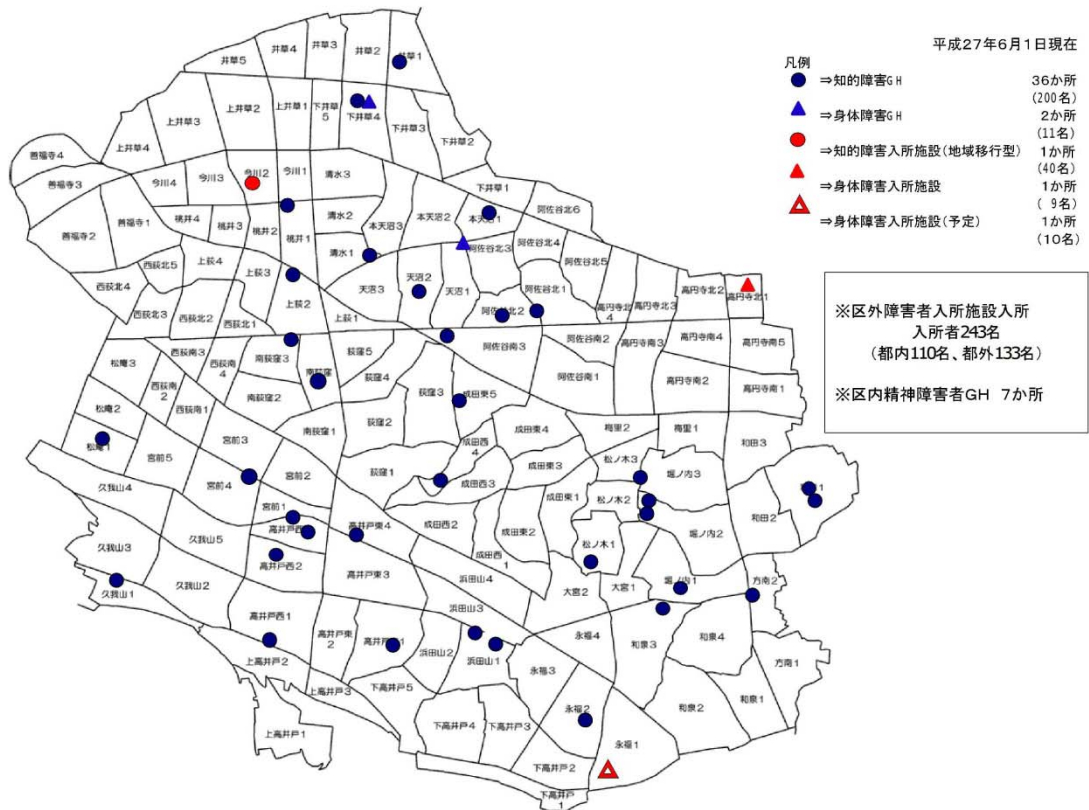 平成27年6月1日現在
凡例
⇒知的障害GH 36か所
(200名)
⇒身体障害GH 2か所
(11名)
⇒知的障害入所施設(地域移行型) 1か所
(40名)
⇒身体障害入所施設 1か所
(9名)
⇒身体障害入所施設(予定) 1か所
(10名)
※区外障害者入所施設入所
入所者243名
(都内110名、都外133名)
※区内精神障害者GH 7か所
井草5
井草4
井草3
井草2
井草1
上井草4
上井草3
上井草2
上井草1
下井草5
下井草4
下井草3
下井草2
下井草1
善福寺4
善福寺3
善福寺2
善福寺1
今川4
今川3
今川2
今川1
清水3
清水2
清水1
桃井4
桃井3
桃井2
桃井1
本天沼3
本天沼2
本天沼1
阿佐谷北6
阿佐谷北5
阿佐谷北4
阿佐谷北3
阿佐谷北2
阿佐谷北1
西荻北5
西荻北4
西荻北3
西荻北2
西荻北1
上荻4
上荻3
上荻2
上荻1
天沼3
天沼2
天沼1
高円寺北4
高円寺北3
高円寺北2
高円寺北1
松庵3
松庵2
松庵1
西荻南3
西荻南2
西荻南4
西荻南1
南荻窪3
南荻窪
南荻窪2
南荻窪1
荻窪5
荻窪4
荻窪3
荻窪2
荻窪1
阿佐谷南3
阿佐谷南2
阿佐谷南1
高円寺南3
高円寺南4
高円寺南5
高円寺南2
高円寺南1
成田東5
成田東4
成田東3
成田東1
成田東2
成田西4
成田西3
成田西2
成田西1
梅里2
梅里1
和田3
和田2
松ノ木3
松ノ木2
松ノ木1
堀ノ内3
堀ノ内2
堀ノ内1
宮前5
宮前4
宮前3
宮前2
宮前1
久我山4
久我山5
久我山3
久我山2
久我山1
高井戸西
高井戸西2
高井戸西1
高井戸東4
高井戸東3
高井戸東2
高井戸 1
浜田山4
浜田山3
浜田山2
浜田山1
大宮2
大宮1
方南2
方南1
永福4
永福3
永福2
永福1
和泉3
和泉4
和泉2
和泉1
上高井戸2
上高井戸3
上高井戸1
下高井戸5
下高井戸4
下高井戸3
下高井戸2
下高井戸1